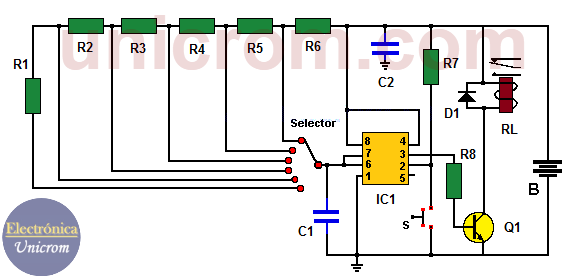 unicrom.com
R2 R3 R4 R5 R6
R1
C2
R7
D1
RL
Selector
8 4
7 3
6 2
1 5
IC1
R8
B
C1
S
Q1
Electrónica
Unicrom